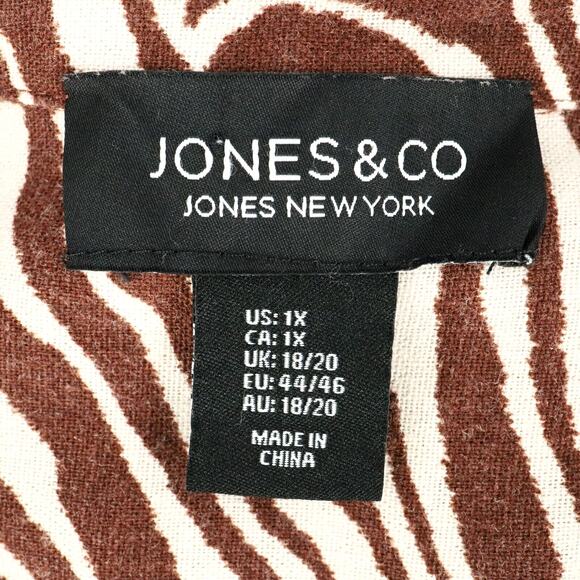 JONES & CO
JONES NEW YORK
US: 1X
CA: 1X
UK: 18/20
EU: 44/46
AU: 18/20
MADE IN
CHINA